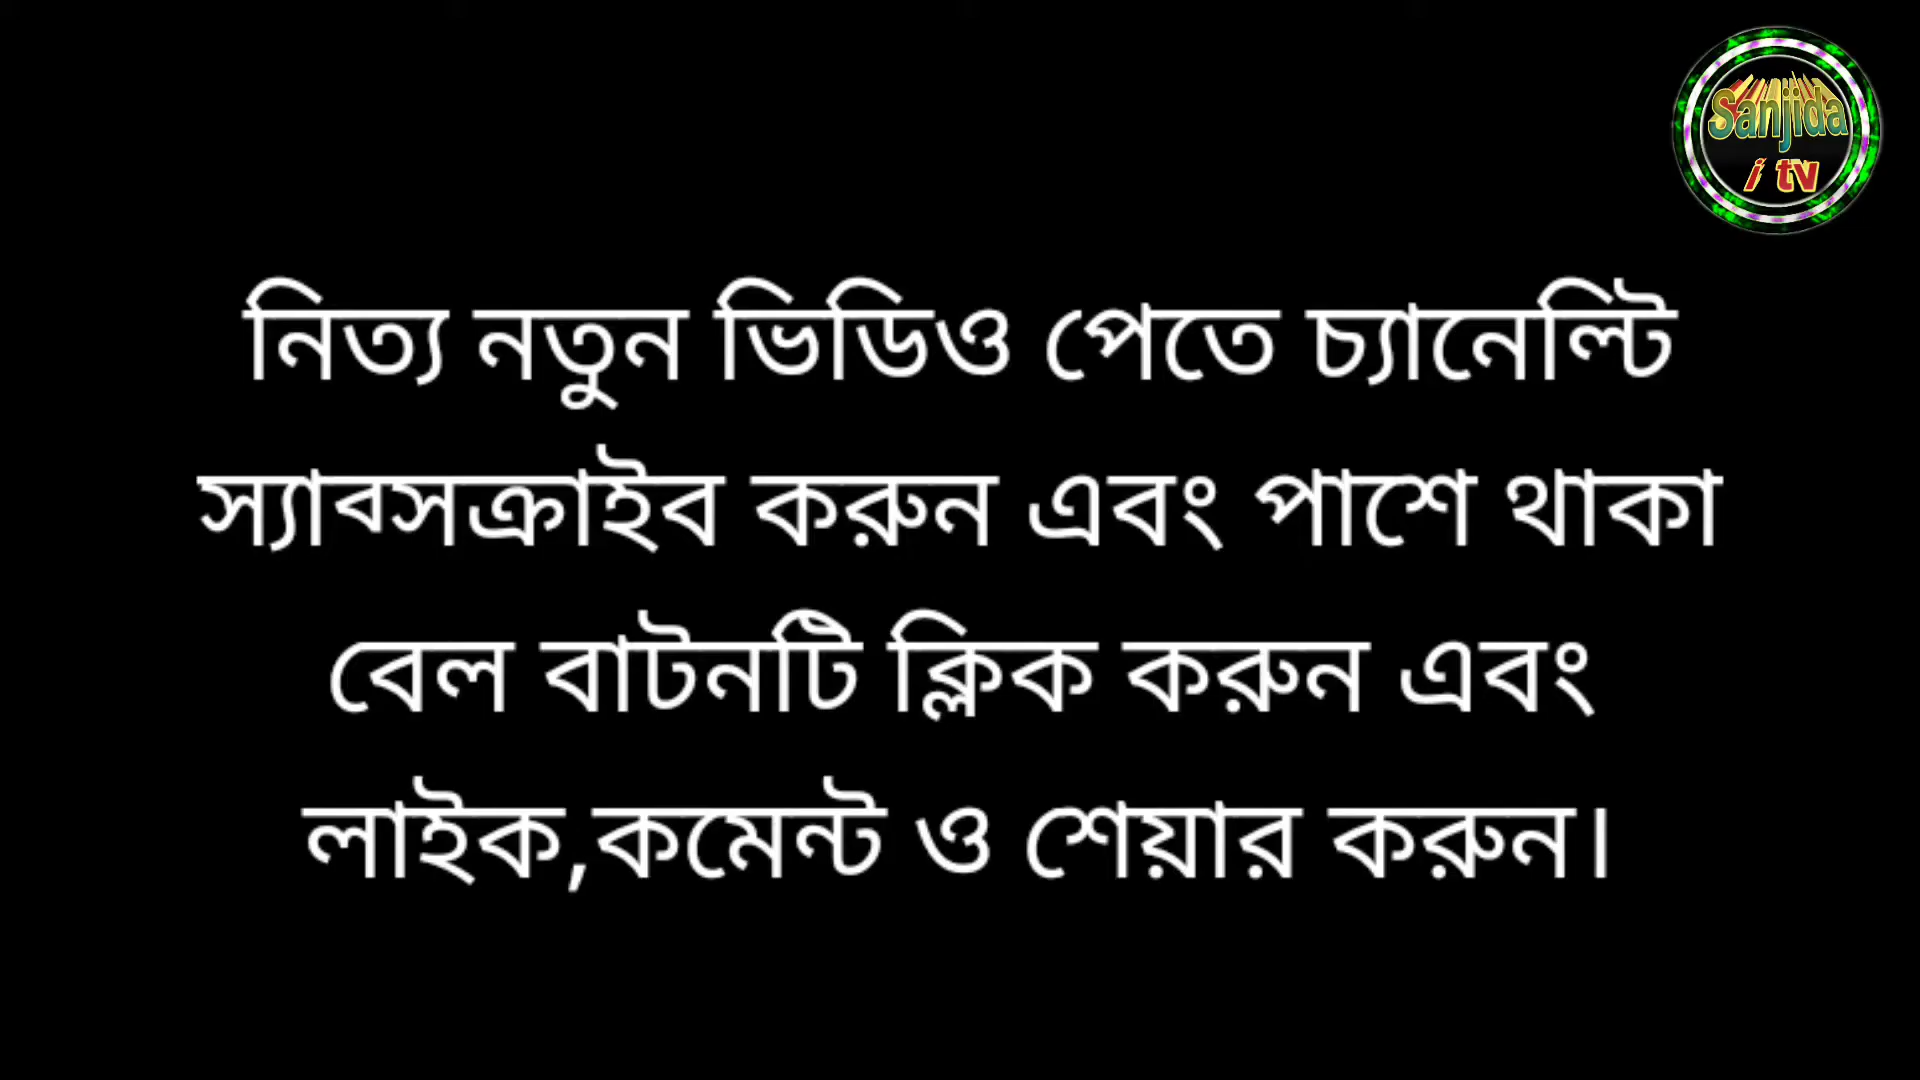 Sanjida
i tv
নিত্য নতুন ভিডিও পেতে চ্যানেল্টি
স্যাবসক্রাইব করুন এবং পাশে থাকা
বেল বাটনটি ক্লিক করুন এবং
লাইক,কমেন্ট ও শেয়ার করুন।